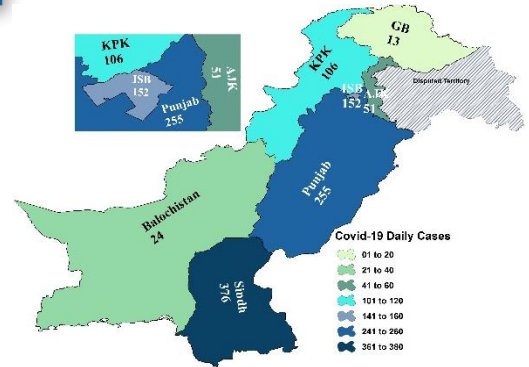 KPK
106
ISB
152
Punjab
255
AJK
51
GB
13
KPK
106
ISB
152
AJK
51
Disputed Territory
Punjab
255
Balochistan
24
Sindh
376
Covid-19 Daily Cases
01 to 20
21 to 40
41 to 60
101 to 120
141 to 160
241 to 260
361 to 380